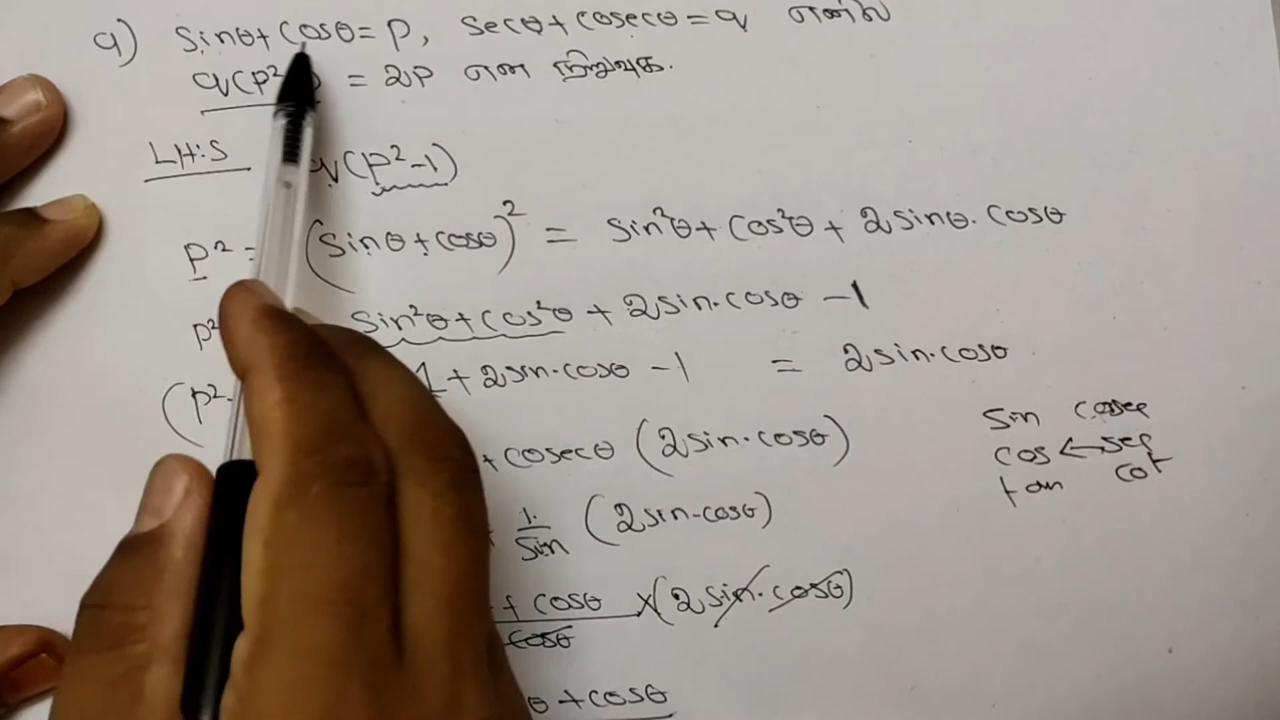 a) sinθ+cosθ=p, secθ+cosecθ=q எனில்
q(p² = 2p என நிறுவுக.
LHS q(p²-1)
p² = (sinθ+cosθ)² = sin²θ+cos²θ+2sinθ.cosθ
p² sin²θ+cos²θ+2sin.cosθ-1
(p²- 1+2sin.cosθ-1 = 2sin.cosθ
+cosecθ (2sin.cosθ)
1/sin (2sin.cosθ)
+cosθ/cosθ ×(2sin.cosθ)
θ+cosθ
sin cosec
cos ← sec
tan cot